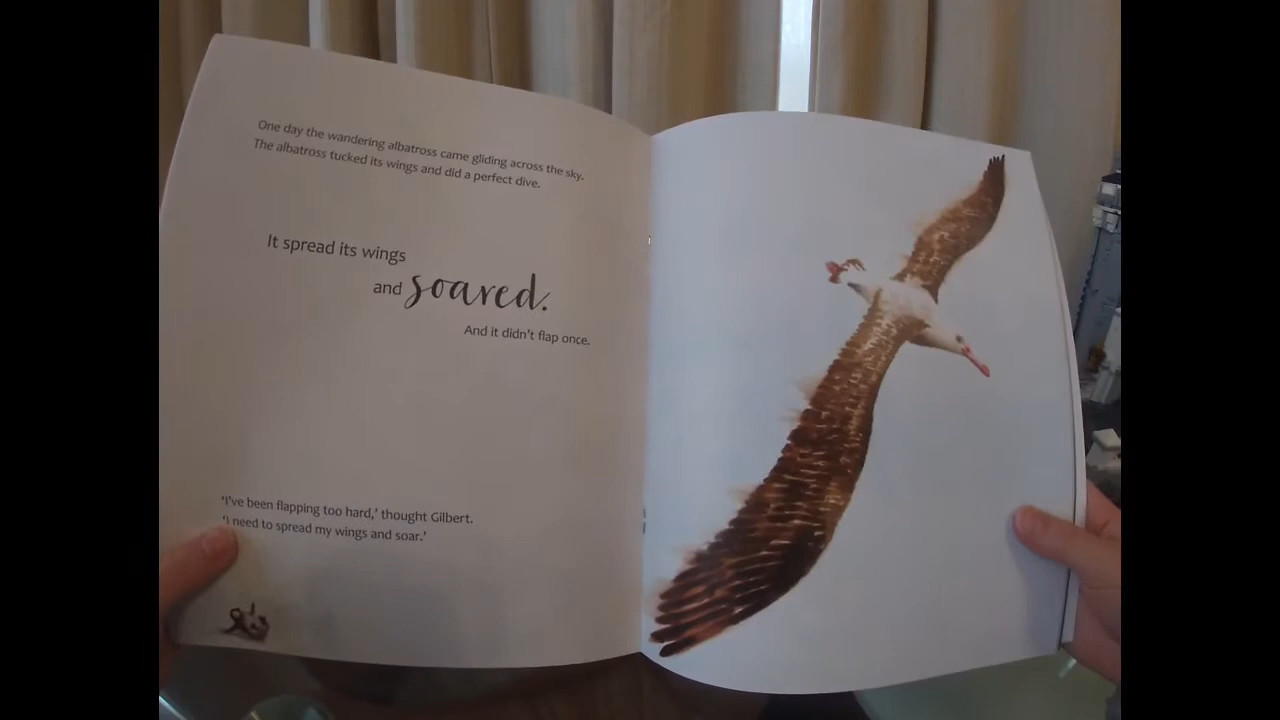 One day the wandering albatross came gliding across the sky.
The albatross tucked its wings and did a perfect dive.
It spread its wings
and soared.
And it didn't flap once.
'I've been flapping too hard,' thought Gilbert.
'I need to spread my wings and soar.'